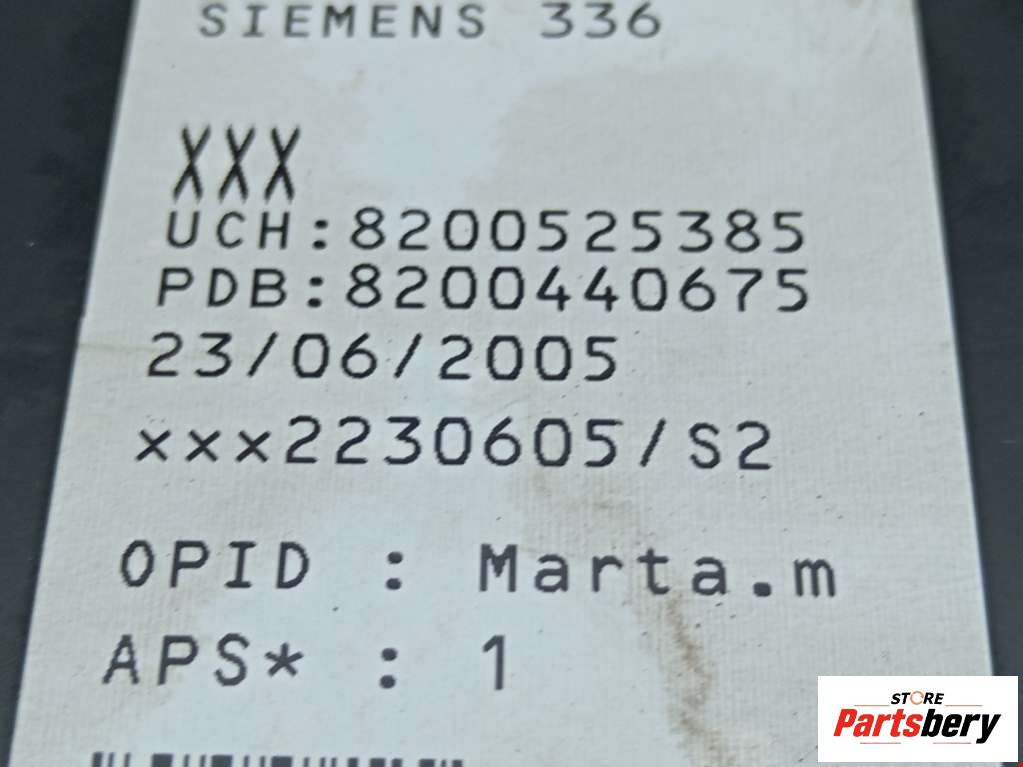 SIEMENS 336
XXX
UCH:8200525385
PDB:8200440675
23/06/2005
xxx2230605/S2
OPID : Marta.m
APS* : 1
STORE
Partsbery